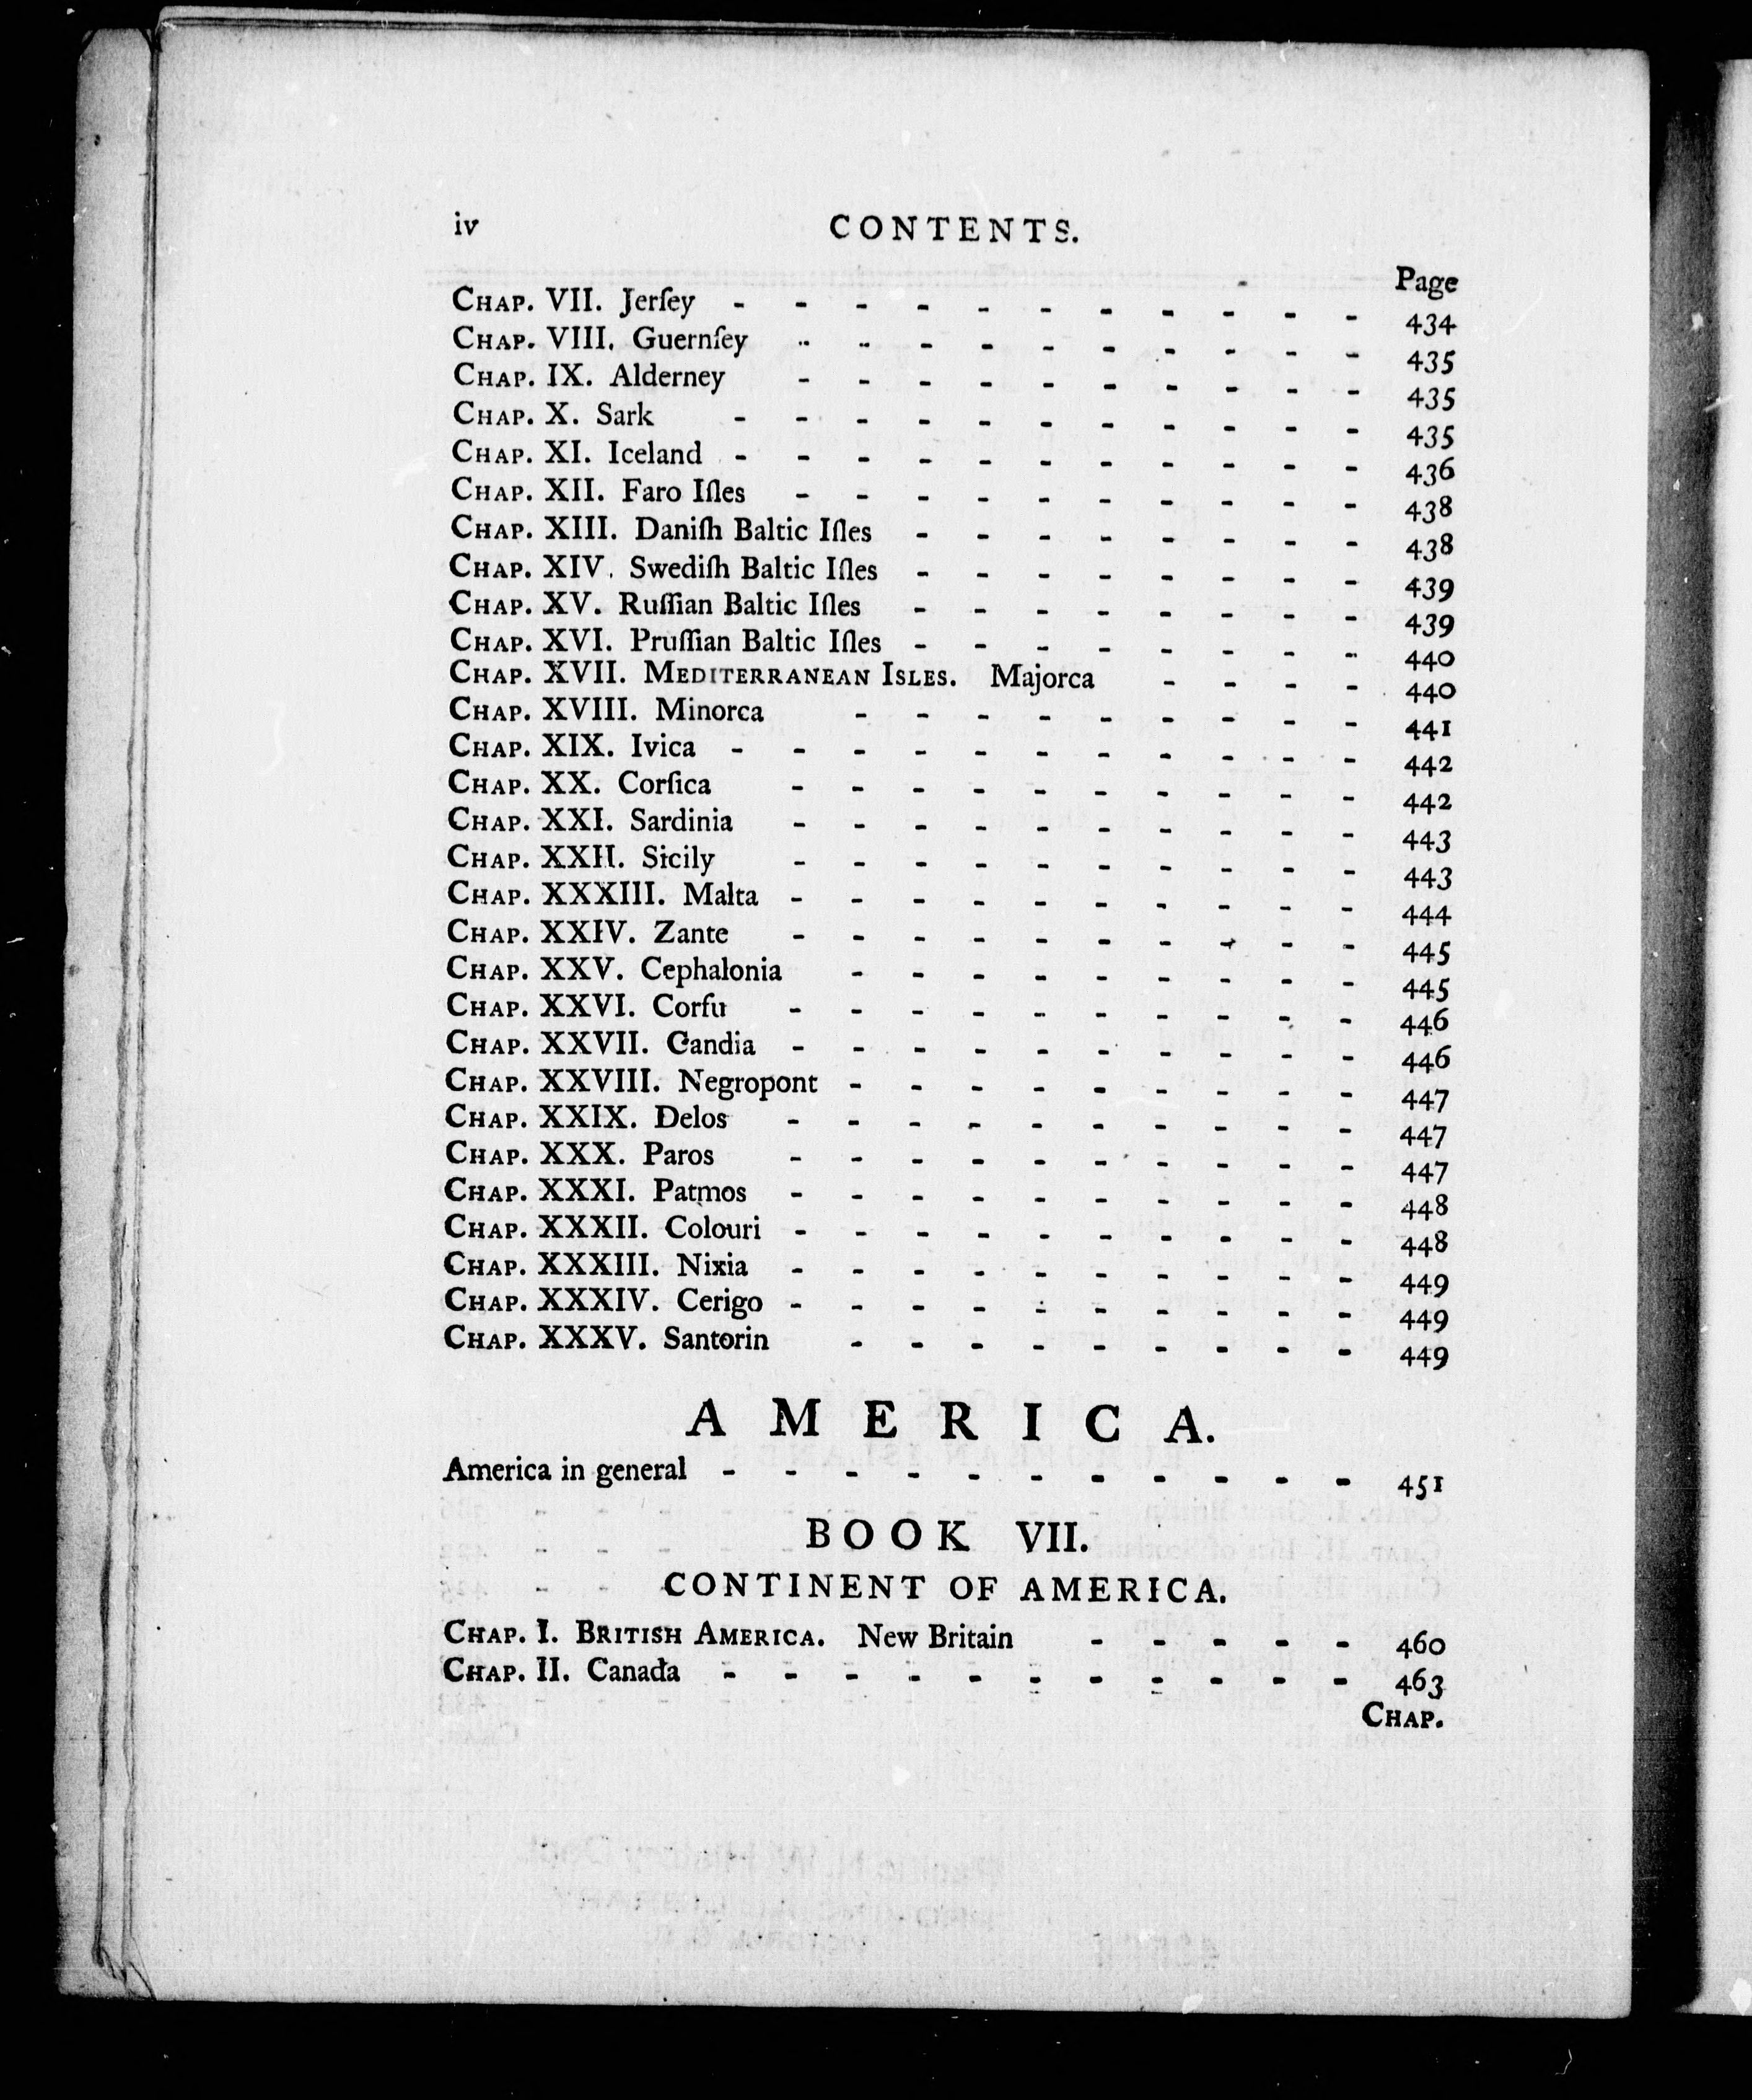 iv CONTENTS.
Page
CHAP. VII. Jerſey - - - - - - - - - - - 434
CHAP. VIII. Guernſey - - - - - - - - - - 435
CHAP. IX. Alderney - - - - - - - - - - 435
CHAP. X. Sark - - - - - - - - - - - 435
CHAP. XI. Iceland - - - - - - - - - - - 436
CHAP. XII. Faro Iſles - - - - - - - - - - 438
CHAP. XIII. Daniſh Baltic Iſles - - - - - - - - 438
CHAP. XIV. Swediſh Baltic Iſles - - - - - - - - 439
CHAP. XV. Ruſſian Baltic Iſles - - - - - - - - 439
CHAP. XVI. Pruſſian Baltic Iſles - - - - - - - - 440
CHAP. XVII. MEDITERRANEAN ISLES. Majorca - - - - 440
CHAP. XVIII. Minorca - - - - - - - - - 441
CHAP. XIX. Ivica - - - - - - - - - - - 442
CHAP. XX. Corſica - - - - - - - - - - 442
CHAP. XXI. Sardinia - - - - - - - - - - 443
CHAP. XXII. Sicily - - - - - - - - - - 443
CHAP. XXXIII. Malta - - - - - - - - - - 444
CHAP. XXIV. Zante - - - - - - - - - - 445
CHAP. XXV. Cephalonia - - - - - - - - - 445
CHAP. XXVI. Corfu - - - - - - - - - - 446
CHAP. XXVII. Candia - - - - - - - - - - 446
CHAP. XXVIII. Negropont - - - - - - - - - 447
CHAP. XXIX. Delos - - - - - - - - - - 447
CHAP. XXX. Paros - - - - - - - - - - 447
CHAP. XXXI. Patmos - - - - - - - - - - 448
CHAP. XXXII. Colouri - - - - - - - - - - 448
CHAP. XXXIII. Nixia - - - - - - - - - - 449
CHAP. XXXIV. Cerigo - - - - - - - - - - 449
CHAP. XXXV. Santorin - - - - - - - - - 449
AMERICA.
America in general - - - - - - - - - - - 451
BOOK VII.
CONTINENT OF AMERICA.
CHAP. I. BRITISH AMERICA. New Britain - - - - - 460
CHAP. II. Canada - - - - - - - - - - - 463
CHAP.